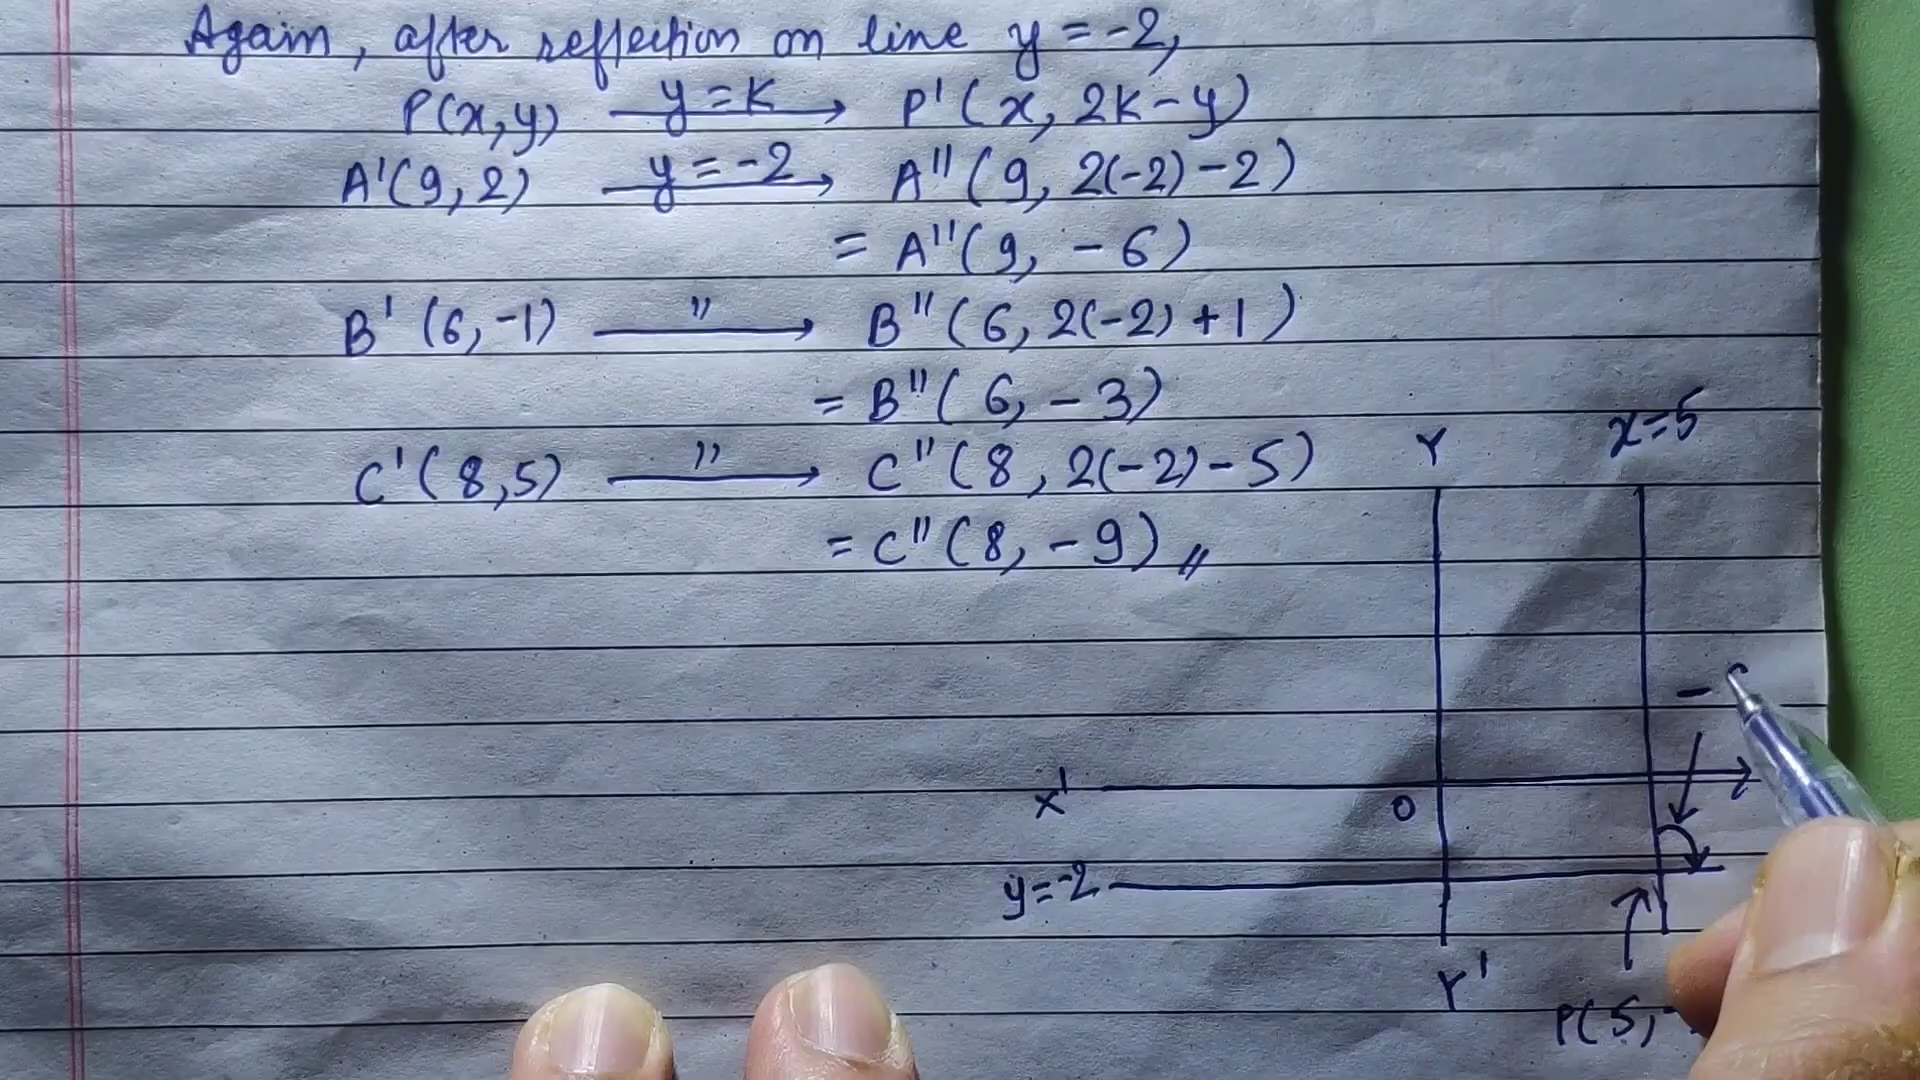 Again, after reflection on line y = -2,
P(x,y) y = K → P'(x, 2K-y)
A'(9,2) y = -2 → A''(9, 2(-2)-2)
= A''(9, -6)
B'(6,-1) " → B''(6, 2(-2)+1)
= B''(6, -3)
C'(8,5) " → C''(8, 2(-2)-5)
= C''(8, -9) //
Y x=5
-
X' O
y=-2
Y'
P(5,